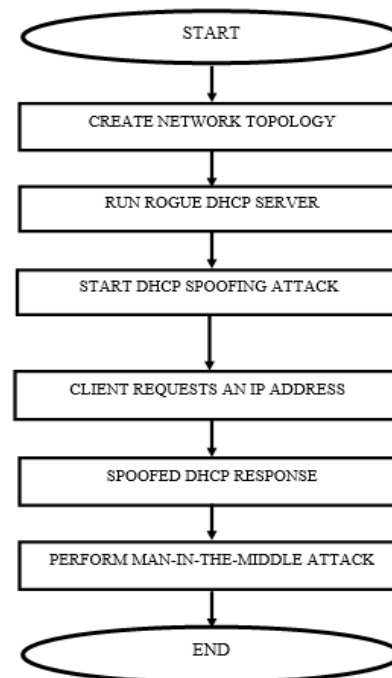 START
CREATE NETWORK TOPOLOGY
RUN ROGUE DHCP SERVER
START DHCP SPOOFING ATTACK
CLIENT REQUESTS AN IP ADDRESS
SPOOFED DHCP RESPONSE
PERFORM MAN-IN-THE-MIDDLE ATTACK
END